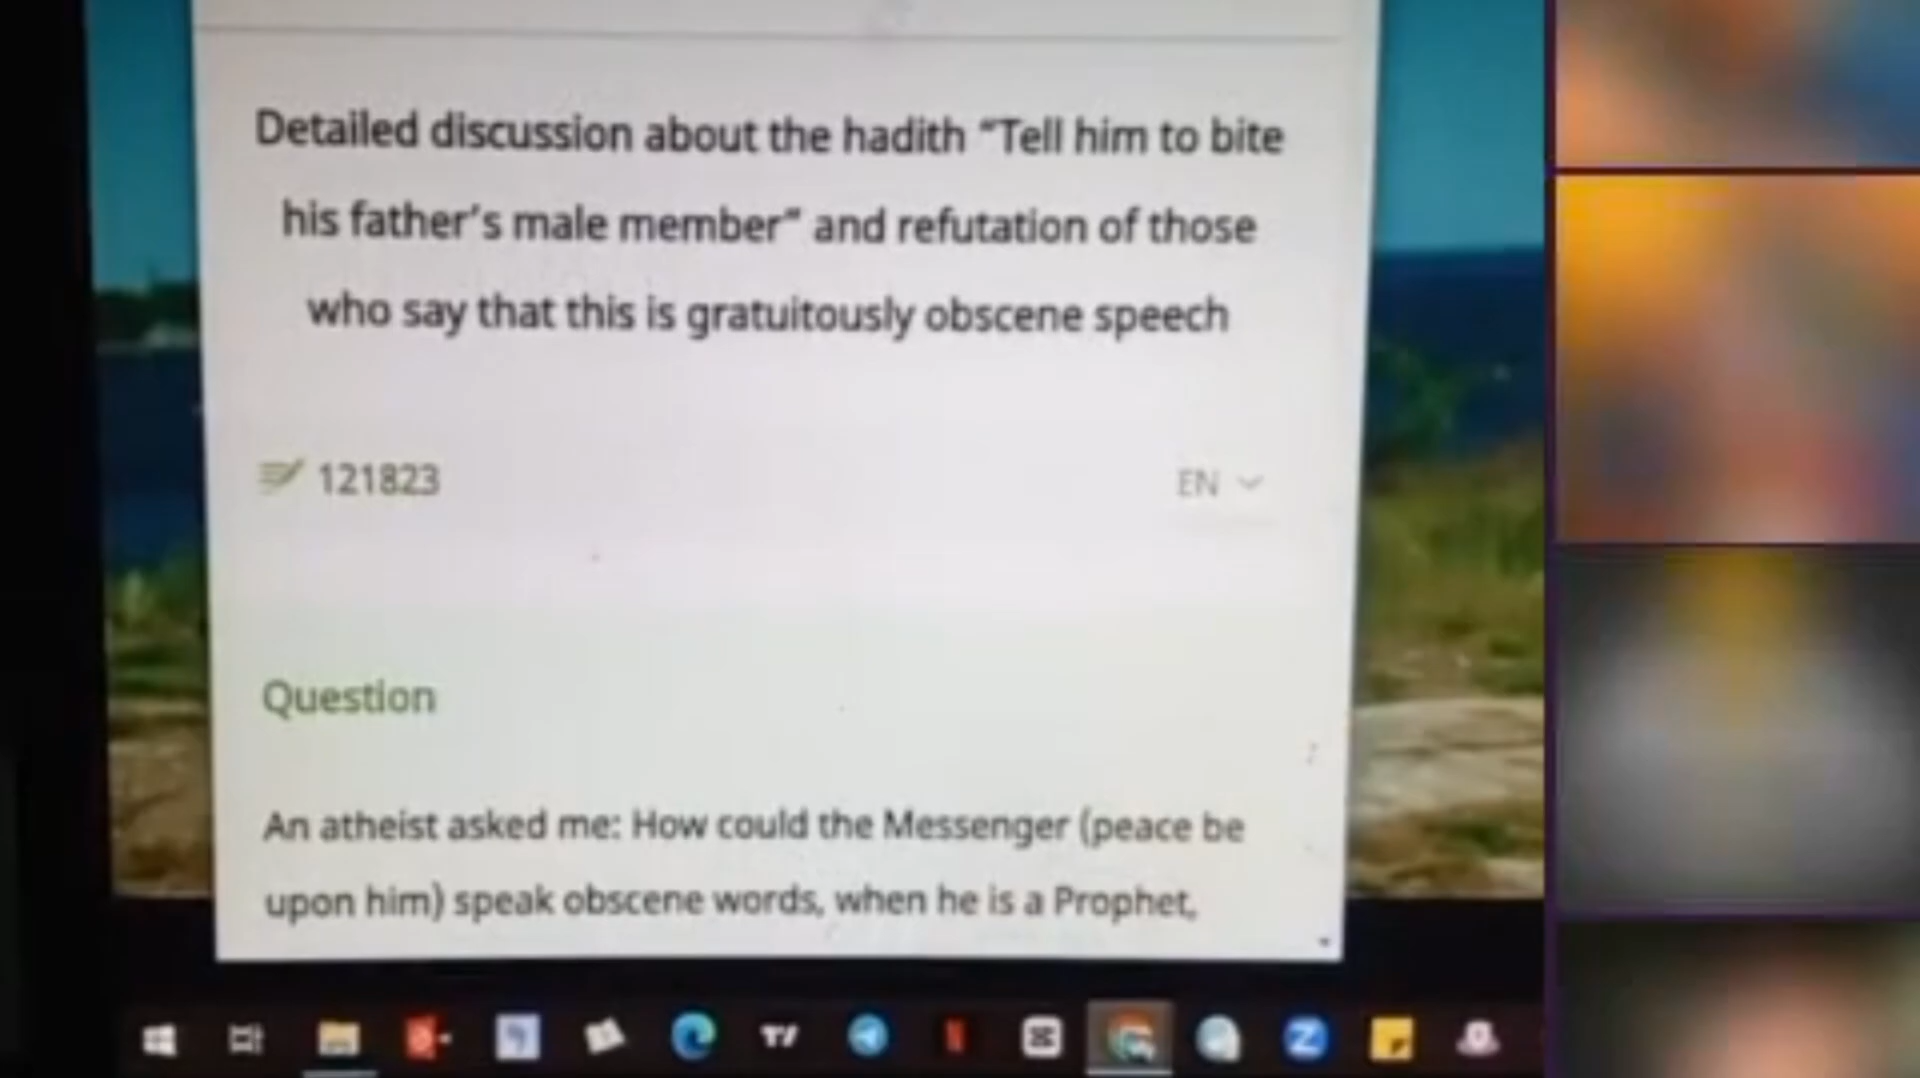 Detailed discussion about the hadith “Tell him to bite
his father’s male member” and refutation of those
who say that this is gratuitously obscene speech
121823
EN
Question
An atheist asked me: How could the Messenger (peace be
upon him) speak obscene words, when he is a Prophet,